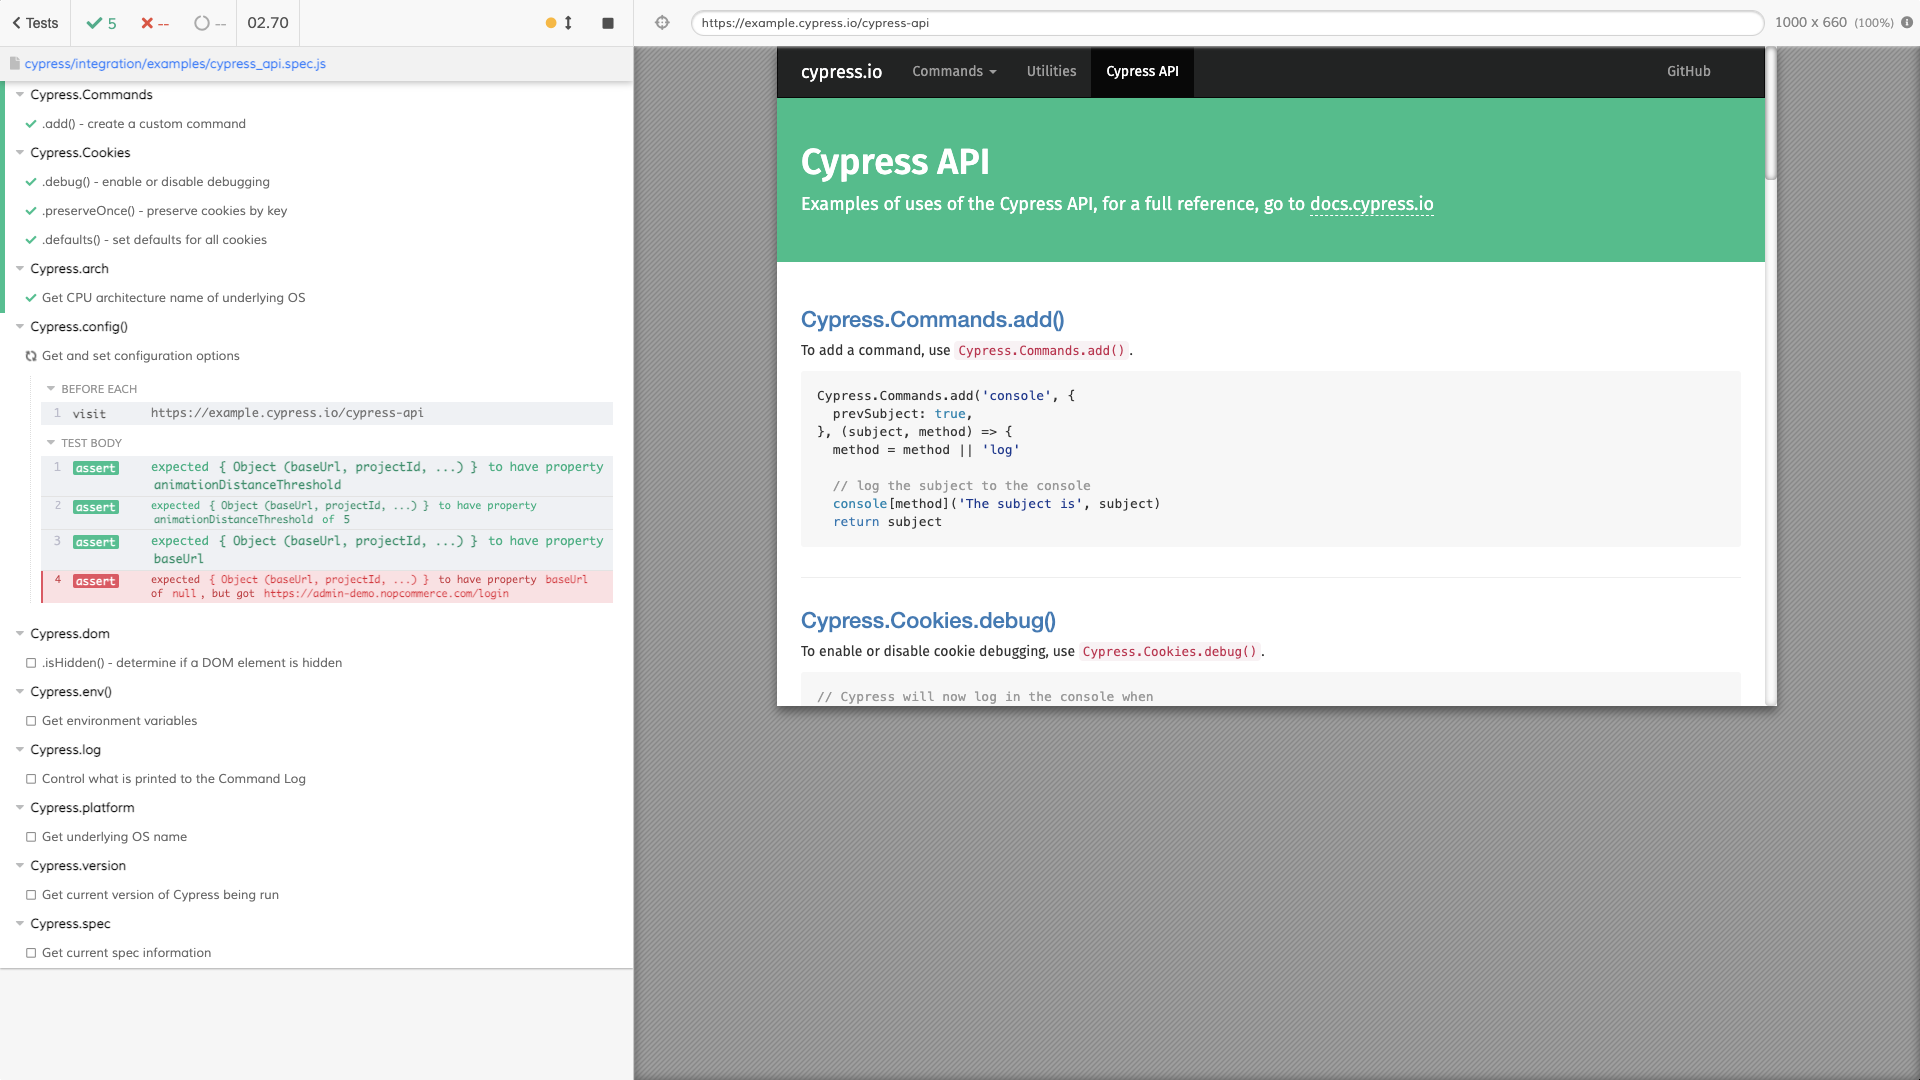 Tests
5
--
--
02.70
https://example.cypress.io/cypress-api
1000 x 660 (100%)
cypress/integration/examples/cypress_api.spec.js
Cypress.Commands
.add() - create a custom command
Cypress.Cookies
.debug() - enable or disable debugging
.preserveOnce() - preserve cookies by key
.defaults() - set defaults for all cookies
Cypress.arch
Get CPU architecture name of underlying OS
Cypress.config()
Get and set configuration options
BEFORE EACH
1 visit https://example.cypress.io/cypress-api
TEST BODY
1 assert expected { Object (baseUrl, projectId, ...) } to have property
animationDistanceThreshold
2 assert expected { Object (baseUrl, projectId, ...) } to have property
animationDistanceThreshold of 5
3 assert expected { Object (baseUrl, projectId, ...) } to have property
baseUrl
4 assert expected { Object (baseUrl, projectId, ...) } to have property baseUrl
of null, but got https://admin-demo.nopcommerce.com/login
Cypress.dom
.isHidden() - determine if a DOM element is hidden
Cypress.env()
Get environment variables
Cypress.log
Control what is printed to the Command Log
Cypress.platform
Get underlying OS name
Cypress.version
Get current version of Cypress being run
Cypress.spec
Get current spec information
cypress.io Commands Utilities Cypress API GitHub
Cypress API
Examples of uses of the Cypress API, for a full reference, go to docs.cypress.io
Cypress.Commands.add()
To add a command, use Cypress.Commands.add().
Cypress.Commands.add('console', {
prevSubject: true,
}, (subject, method) => {
method = method || 'log'
// log the subject to the console
console[method]('The subject is', subject)
return subject
Cypress.Cookies.debug()
To enable or disable cookie debugging, use Cypress.Cookies.debug().
// Cypress will now log in the console when